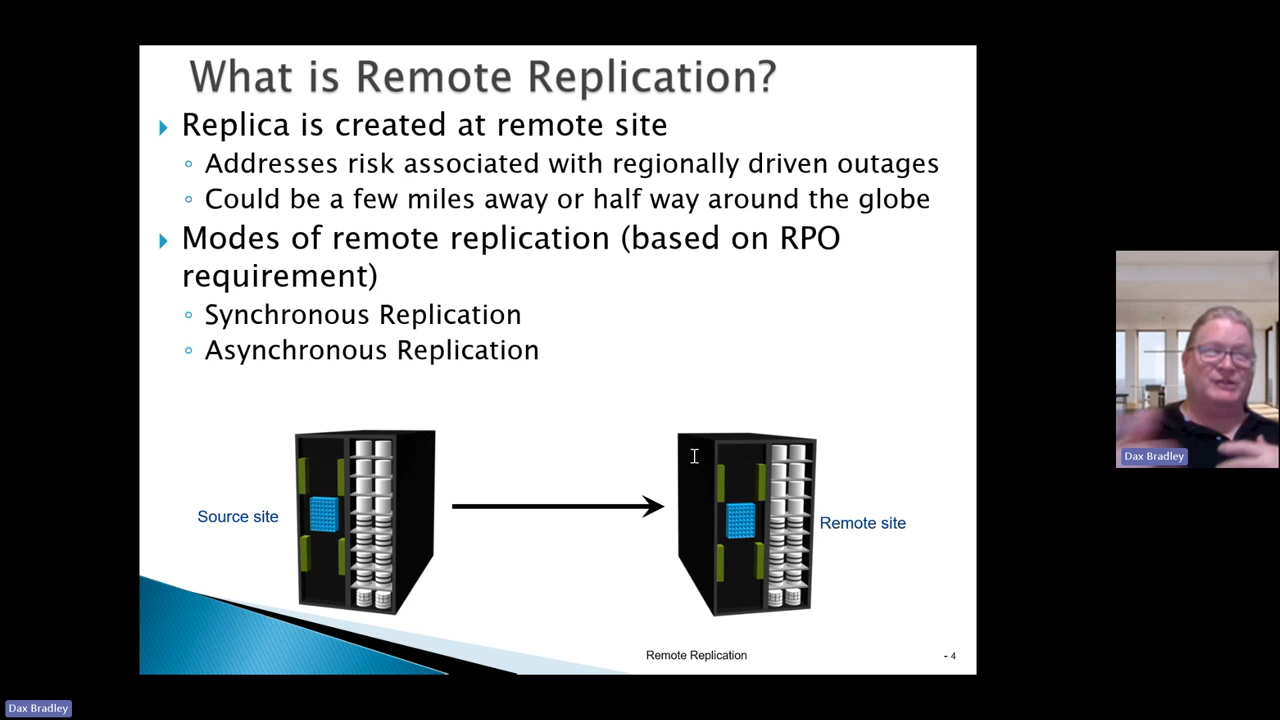 What is Remote Replication?
Replica is created at remote site
Addresses risk associated with regionally driven outages
Could be a few miles away or half way around the globe
Modes of remote replication (based on RPO
requirement)
Synchronous Replication
Asynchronous Replication
Source site
Remote site
Remote Replication
- 4
Dax Bradley
Dax Bradley